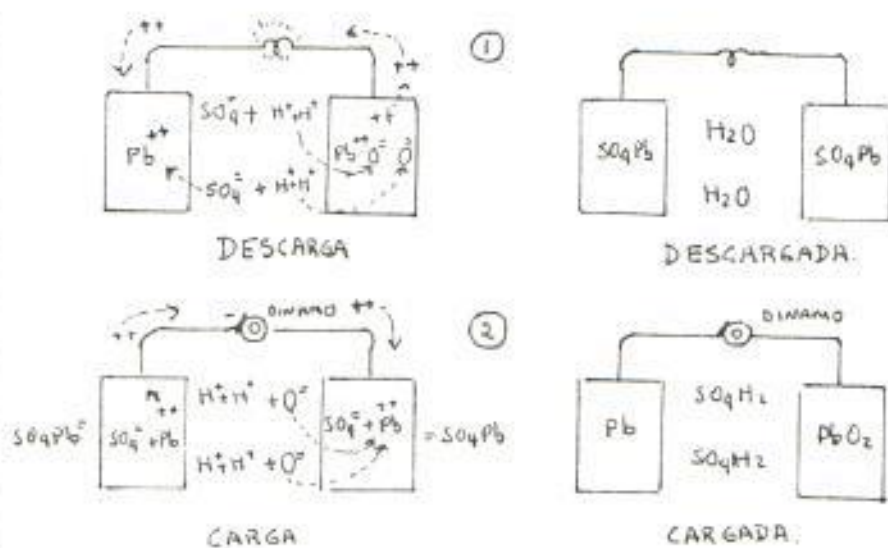 ++ ++ ①
SO₄⁼ + H⁺+H⁺ ++
Pb⁺⁺ Pb⁺⁺O⁼ O⁼
SO₄⁼ + H⁺+H⁺
DESCARGA
SO4Pb H2O SO4Pb
H2O
DESCARGADA.
++ - DINAMO ++ ②
H⁺+H⁺ + O⁼
SO4Pb= SO₄⁼+Pb⁺⁺ SO₄⁼+Pb⁺⁺ =SO4Pb
H⁺+H⁺ + O⁼
CARGA
DINAMO
Pb SO4H2 PbO2
SO4H2
CARGADA.